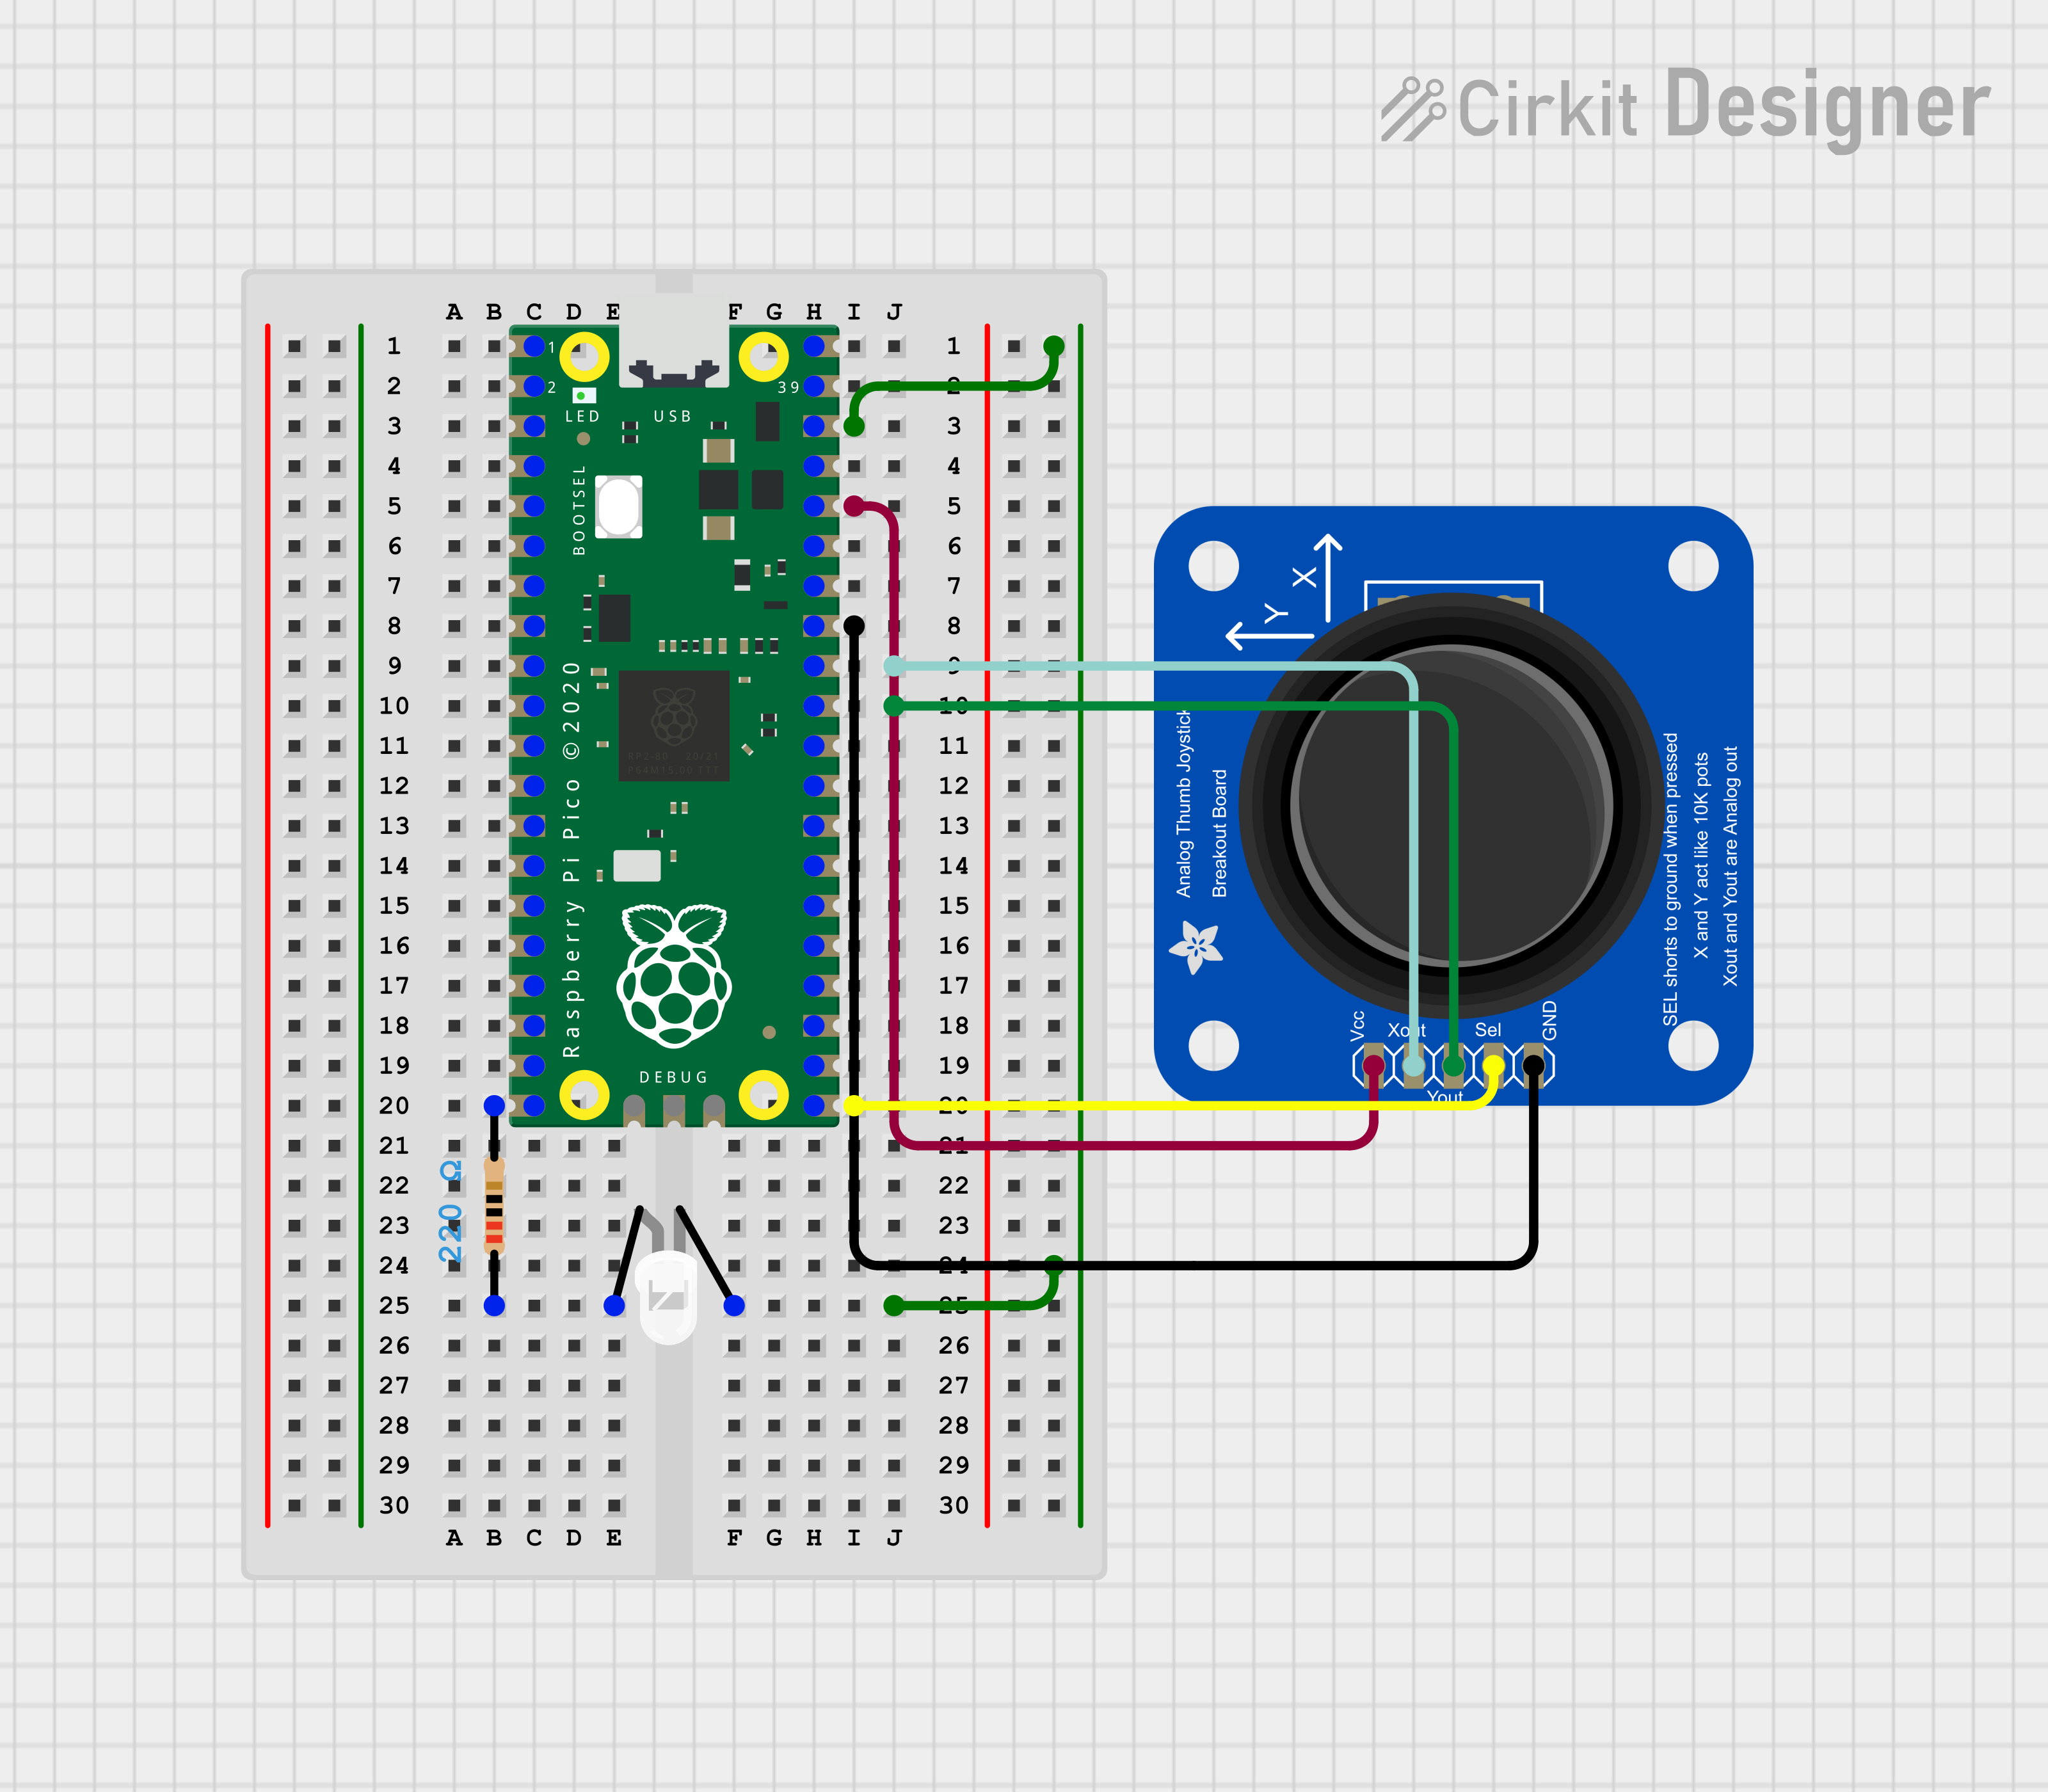 Cirkit Designer
A B C D E F G H I J
1 1
2 2
3
4 4
5 5
6 6
7 7
8 8
9 9
10 10
11 11
12 12
13 13
14 14
15 15
16 16
17 17
18 18
19 19
20 20
21 21
22 22
23 23
24 24
25 25
26 26
27 27
28 28
29 29
30 30
A B C D E F G H I J
1
2
39
LED
USB
BOOTSEL
Raspberry Pi Pico ©2020
DEBUG
220 Ω
X
Y
Analog Thumb Joystick
Breakout Board
SEL shorts to ground when pressed
X and Y act like 10K pots
Xout and Yout are Analog out
Vcc
Xout
Yout
Sel
GND